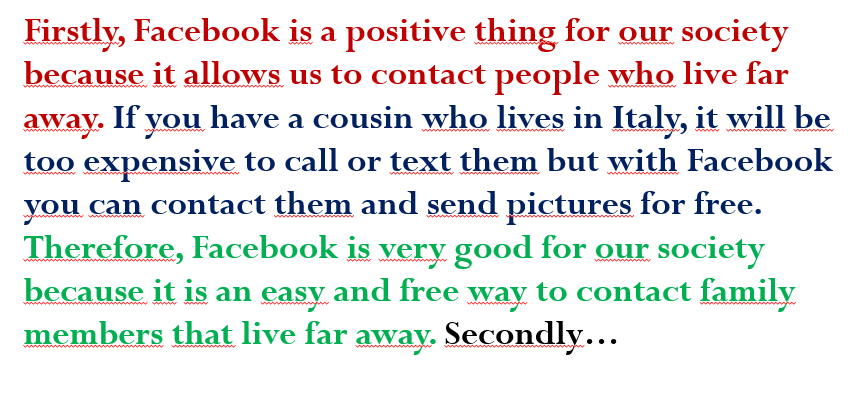 Firstly, Facebook is a positive thing for our society
because it allows us to contact people who live far
away. If you have a cousin who lives in Italy, it will be
too expensive to call or text them but with Facebook
you can contact them and send pictures for free.
Therefore, Facebook is very good for our society
because it is an easy and free way to contact family
members that live far away. Secondly…